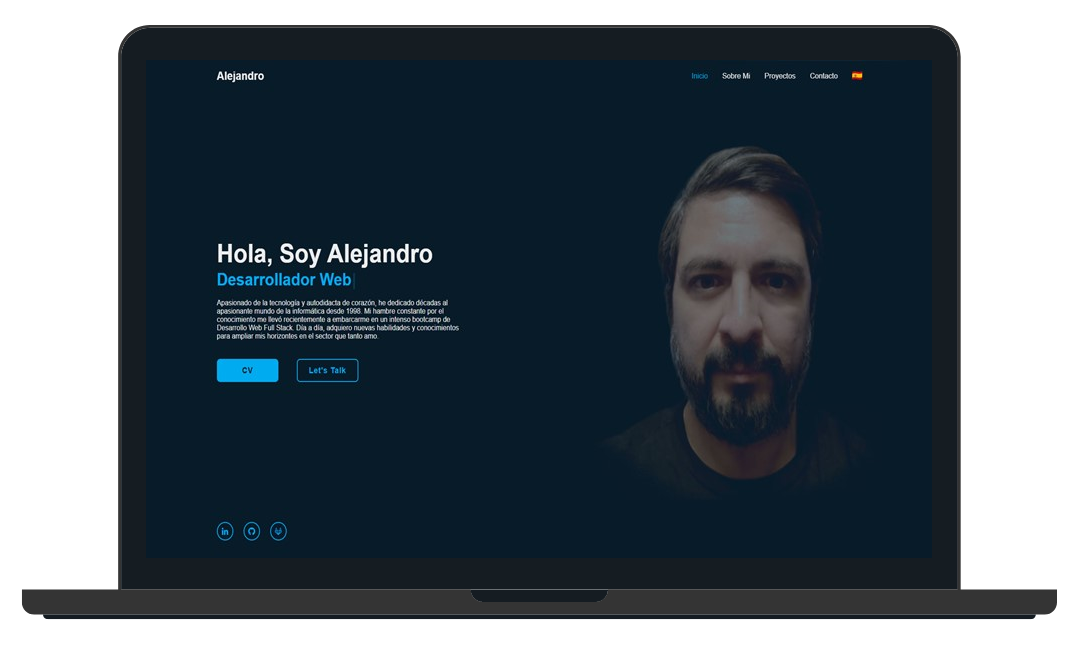 Alejandro
Inicio Sobre Mi Proyectos Contacto
Hola, Soy Alejandro
Desarrollador Web
Apasionado de la tecnología y autodidacta de corazón, he dedicado décadas al
apasionante mundo de la informática desde 1998. Mi hambre constante por el
conocimiento me llevó recientemente a embarcarme en un intenso bootcamp de
Desarrollo Web Full Stack. Día a día, adquiero nuevas habilidades y conocimientos
para ampliar mis horizontes en el sector que tanto amo.
CV Let's Talk
in